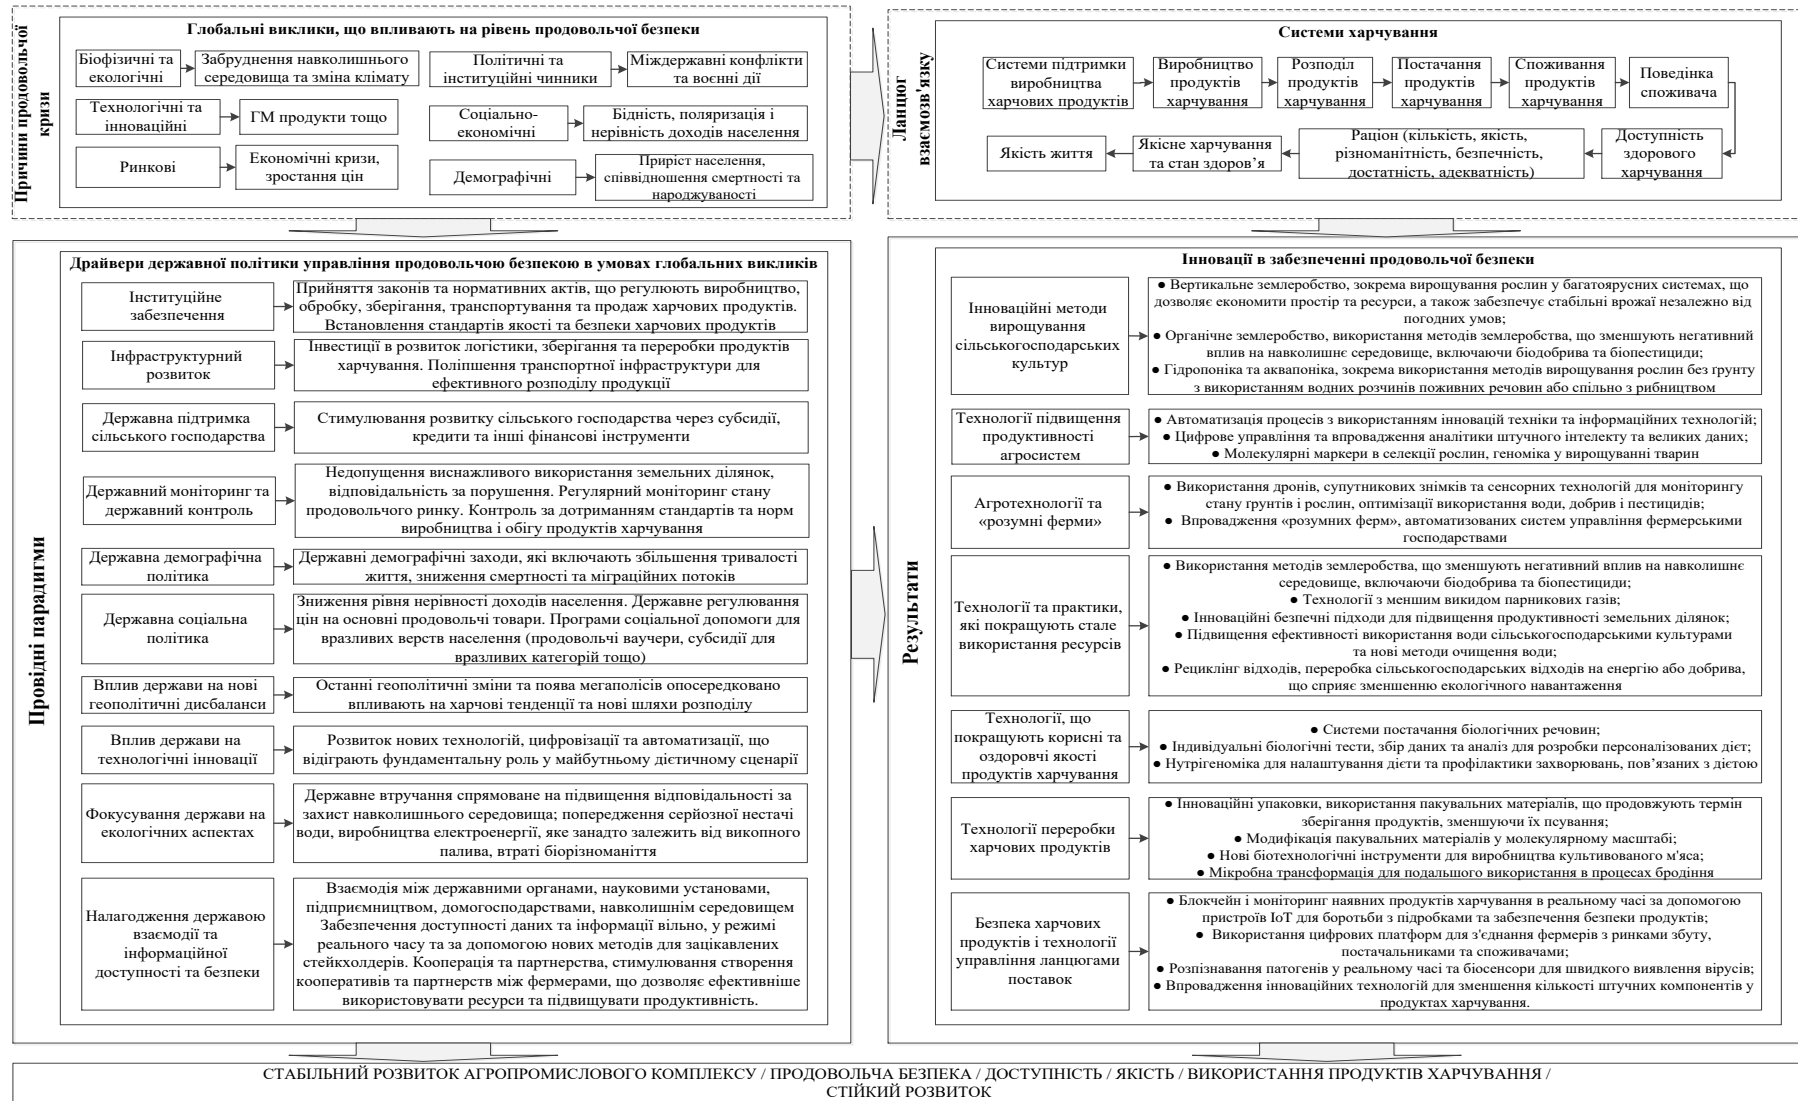 Причини продовольчої
кризи
Глобальні виклики, що впливають на рівень продовольчої безпеки
Біофізичні та
екологічні
Забруднення навколишнього
середовища та зміна клімату
Політичні та
інституційні чинники
Міждержавні конфлікти
та воєнні дії
Технологічні та
інноваційні
ГМ продукти тощо
Соціально-
економічні
Бідність, поляризація і
нерівність доходів населення
Ринкові
Економічні кризи,
зростання цін
Демографічні
Приріст населення,
співвідношення смертності та
народжуваності
Ланцюг
взаємозв'язку
Системи харчування
Системи підтримки
виробництва
харчових продуктів
Виробництво
продуктів
харчування
Розподіл
продуктів
харчування
Постачання
продуктів
харчування
Споживання
продуктів
харчування
Поведінка
споживача
Доступність
здорового
харчування
Раціон (кількість, якість,
різноманітність, безпечність,
достатність, адекватність)
Якісне харчування
та стан здоров’я
Якість життя
Провідні парадигми
Драйвери державної політики управління продовольчою безпекою в умовах глобальних викликів
Інституційне
забезпечення
Прийняття законів та нормативних актів, що регулюють виробництво,
обробку, зберігання, транспортування та продаж харчових продуктів.
Встановлення стандартів якості та безпеки харчових продуктів
Інфраструктурний
розвиток
Інвестиції в розвиток логістики, зберігання та переробки продуктів
харчування. Поліпшення транспортної інфраструктури для
ефективного розподілу продукції
Державна підтримка
сільського господарства
Стимулювання розвитку сільського господарства через субсидії,
кредити та інші фінансові інструменти
Державний моніторинг та
державний контроль
Недопущення виснажливого використання земельних ділянок,
відповідальність за порушення. Регулярний моніторинг стану
продовольчого ринку. Контроль за дотриманням стандартів та норм
виробництва і обігу продуктів харчування
Державна демографічна
політика
Державні демографічні заходи, які включають збільшення тривалості
життя, зниження смертності та міграційних потоків
Державна соціальна
політика
Зниження рівня нерівності доходів населення. Державне регулювання
цін на основні продовольчі товари. Програми соціальної допомоги для
вразливих верств населення (продовольчі ваучери, субсидії для
вразливих категорій тощо)
Вплив держави на нові
геополітичні дисбаланси
Останні геополітичні зміни та поява мегаполісів опосередковано
впливають на харчові тенденції та нові шляхи розподілу
Вплив держави на
технологічні інновації
Розвиток нових технологій, цифровізації та автоматизації, що
відіграють фундаментальну роль у майбутньому дієтичному сценарії
Фокусування держави на
екологічних аспектах
Державне втручання спрямоване на підвищення відповідальності за
захист навколишнього середовища; попередження серйозної нестачі
води, виробництва електроенергії, яке занадто залежить від викопного
палива, втраті біорізноманіття
Налагодження державою
взаємодії та
інформаційної
доступності та безпеки
Взаємодія між державними органами, науковими установами,
підприємництвом, домогосподарствами, навколишнім середовищем
Забезпечення доступності даних та інформації вільно, у режимі
реального часу та за допомогою нових методів для зацікавлених
стейкхолдерів. Кооперація та партнерства, стимулювання створення
кооперативів та партнерств між фермерами, що дозволяє ефективніше
використовувати ресурси та підвищувати продуктивність.
Результати
Інновації в забезпеченні продовольчої безпеки
Інноваційні методи
вирощування
сільськогосподарських
культур
● Вертикальне землеробство, зокрема вирощування рослин у багатоярусних системах, що
дозволяє економити простір та ресурси, а також забезпечує стабільні врожаї незалежно від
погодних умов;
● Органічне землеробство, використання методів землеробства, що зменшують негативний
вплив на навколишнє середовище, включаючи біодобрива та біопестициди;
● Гідропоніка та аквапоніка, зокрема використання методів вирощування рослин без ґрунту
з використанням водних розчинів поживних речовин або спільно з рибництвом
Технології підвищення
продуктивності
агросистем
● Автоматизація процесів з використанням інновацій техніки та інформаційних технологій;
● Цифрове управління та впровадження аналітики штучного інтелекту та великих даних;
● Молекулярні маркери в селекції рослин, геноміка у вирощуванні тварин
Агротехнології та
«розумні ферми»
● Використання дронів, супутникових знімків та сенсорних технологій для моніторингу
стану ґрунтів і рослин, оптимізації використання води, добрив і пестицидів;
● Впровадження «розумних ферм», автоматизованих систем управління фермерськими
господарствами
Технології та практики,
які покращують стале
використання ресурсів
● Використання методів землеробства, що зменшують негативний вплив на навколишнє
середовище, включаючи біодобрива та біопестициди;
● Технології з меншим викидом парникових газів;
● Інноваційні безпечні підходи для підвищення продуктивності земельних ділянок;
● Підвищення ефективності використання води сільськогосподарськими культурами
та нові методи очищення води;
● Рециклінг відходів, переробка сільськогосподарських відходів на енергію або добрива,
що сприяє зменшенню екологічного навантаження
Технології, що
покращують корисні та
оздоровчі якості
продуктів харчування
● Системи постачання біологічних речовин;
● Індивідуальні біологічні тести, збір даних та аналіз для розробки персоналізованих дієт;
● Нутрігеноміка для налаштування дієти та профілактики захворювань, пов’язаних з дієтою
Технології переробки
харчових продуктів
● Інноваційні упаковки, використання пакувальних матеріалів, що продовжують термін
зберігання продуктів, зменшуючи їх псування;
● Модифікація пакувальних матеріалів у молекулярному масштабі;
● Нові біотехнологічні інструменти для виробництва культивованого м'яса;
● Мікробна трансформація для подальшого використання в процесах бродіння
Безпека харчових
продуктів і технології
управління ланцюгами
поставок
● Блокчейн і моніторинг наявних продуктів харчування в реальному часі за допомогою
пристроїв IoT для боротьби з підробками та забезпечення безпеки продуктів;
● Використання цифрових платформ для з'єднання фермерів з ринками збуту,
постачальниками та споживачами;
● Розпізнавання патогенів у реальному часі та біосенсори для швидкого виявлення вірусів;
● Впровадження інноваційних технологій для зменшення кількості штучних компонентів у
продуктах харчування.
СТАБІЛЬНИЙ РОЗВИТОК АГРОПРОМИСЛОВОГО КОМПЛЕКСУ / ПРОДОВОЛЬЧА БЕЗПЕКА / ДОСТУПНІСТЬ / ЯКІСТЬ / ВИКОРИСТАННЯ ПРОДУКТІВ ХАРЧУВАННЯ /
СТІЙКИЙ РОЗВИТОК